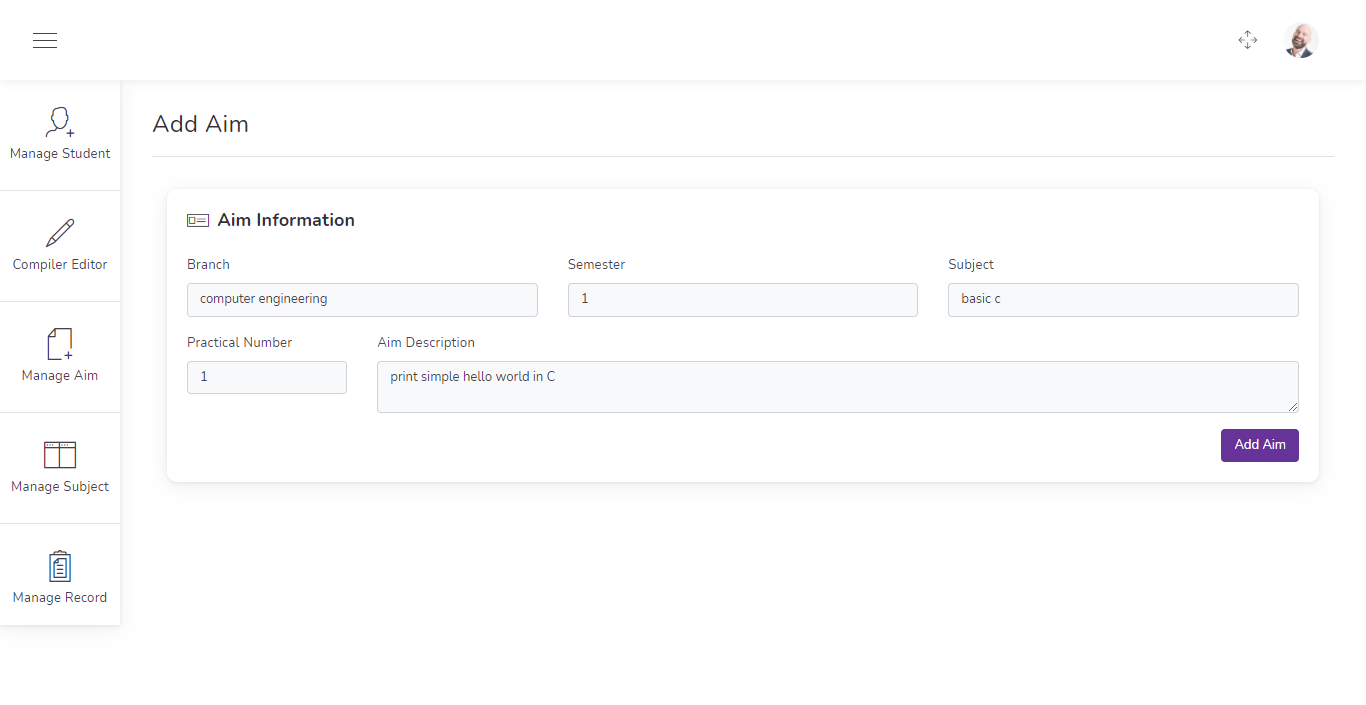 Manage Student
Compiler Editor
Manage Aim
Manage Subject
Manage Record
Add Aim
Aim Information
Branch Semester Subject
computer engineering 1 basic c
Practical Number Aim Description
1 print simple hello world in C
Add Aim